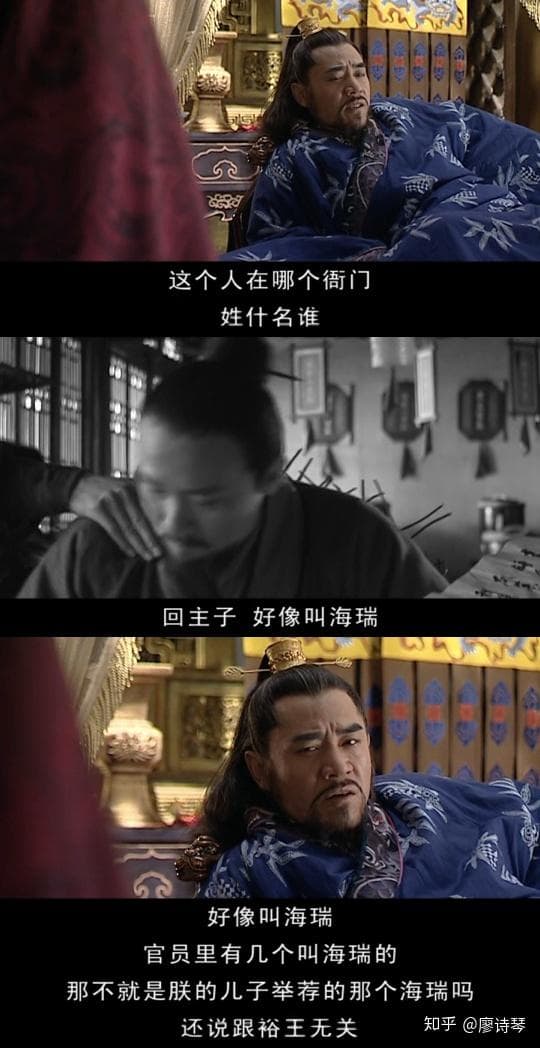 这个人在哪个衙门
姓什名谁
回主子 好像叫海瑞
好像叫海瑞
官员里有几个叫海瑞的
那不就是朕的儿子举荐的那个海瑞吗
还说跟裕王无关
知乎 @廖诗琴